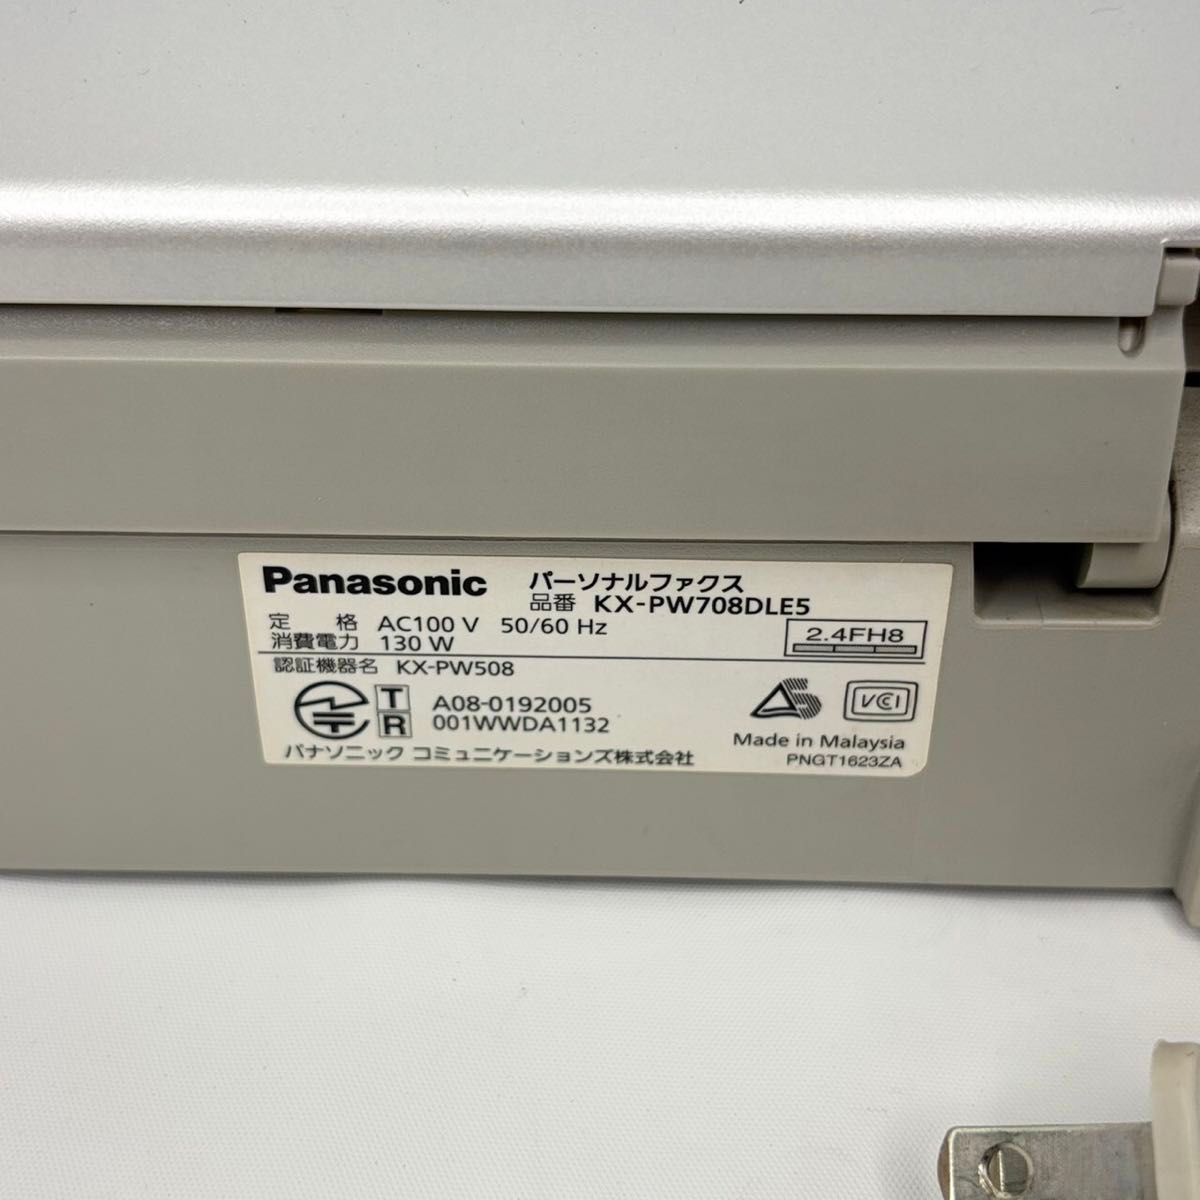 Panasonic パーソナルファクス
品番 KX-PW708DLE5
定 格 AC100 V 50/60 Hz
消費電力 130 W
2.4FH8
認証機器名 KX-PW508
T A08-0192005
R 001WWDA1132
パナソニック コミュニケーションズ株式会社
VCI
Made in Malaysia
PNGT1623ZA